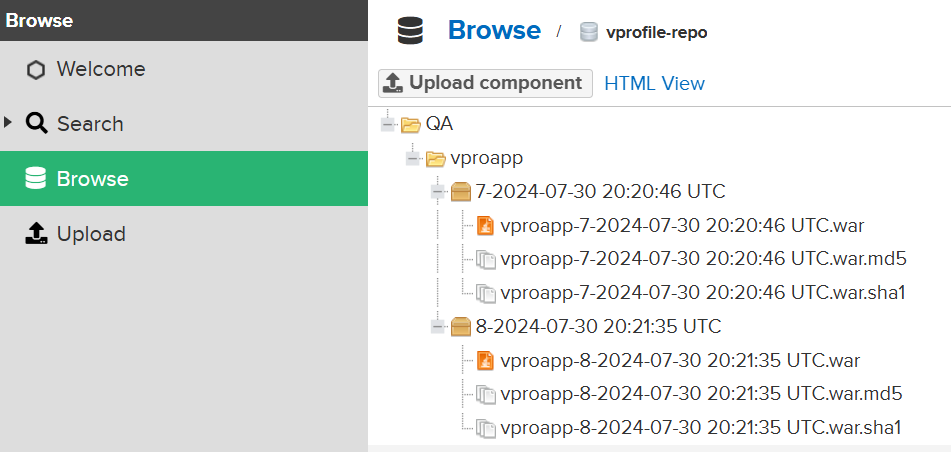 Browse
Welcome
Search
Browse
Upload
Browse / vprofile-repo
Upload component HTML View
QA
vproapp
7-2024-07-30 20:20:46 UTC
vproapp-7-2024-07-30 20:20:46 UTC.war
vproapp-7-2024-07-30 20:20:46 UTC.war.md5
vproapp-7-2024-07-30 20:20:46 UTC.war.sha1
8-2024-07-30 20:21:35 UTC
vproapp-8-2024-07-30 20:21:35 UTC.war
vproapp-8-2024-07-30 20:21:35 UTC.war.md5
vproapp-8-2024-07-30 20:21:35 UTC.war.sha1